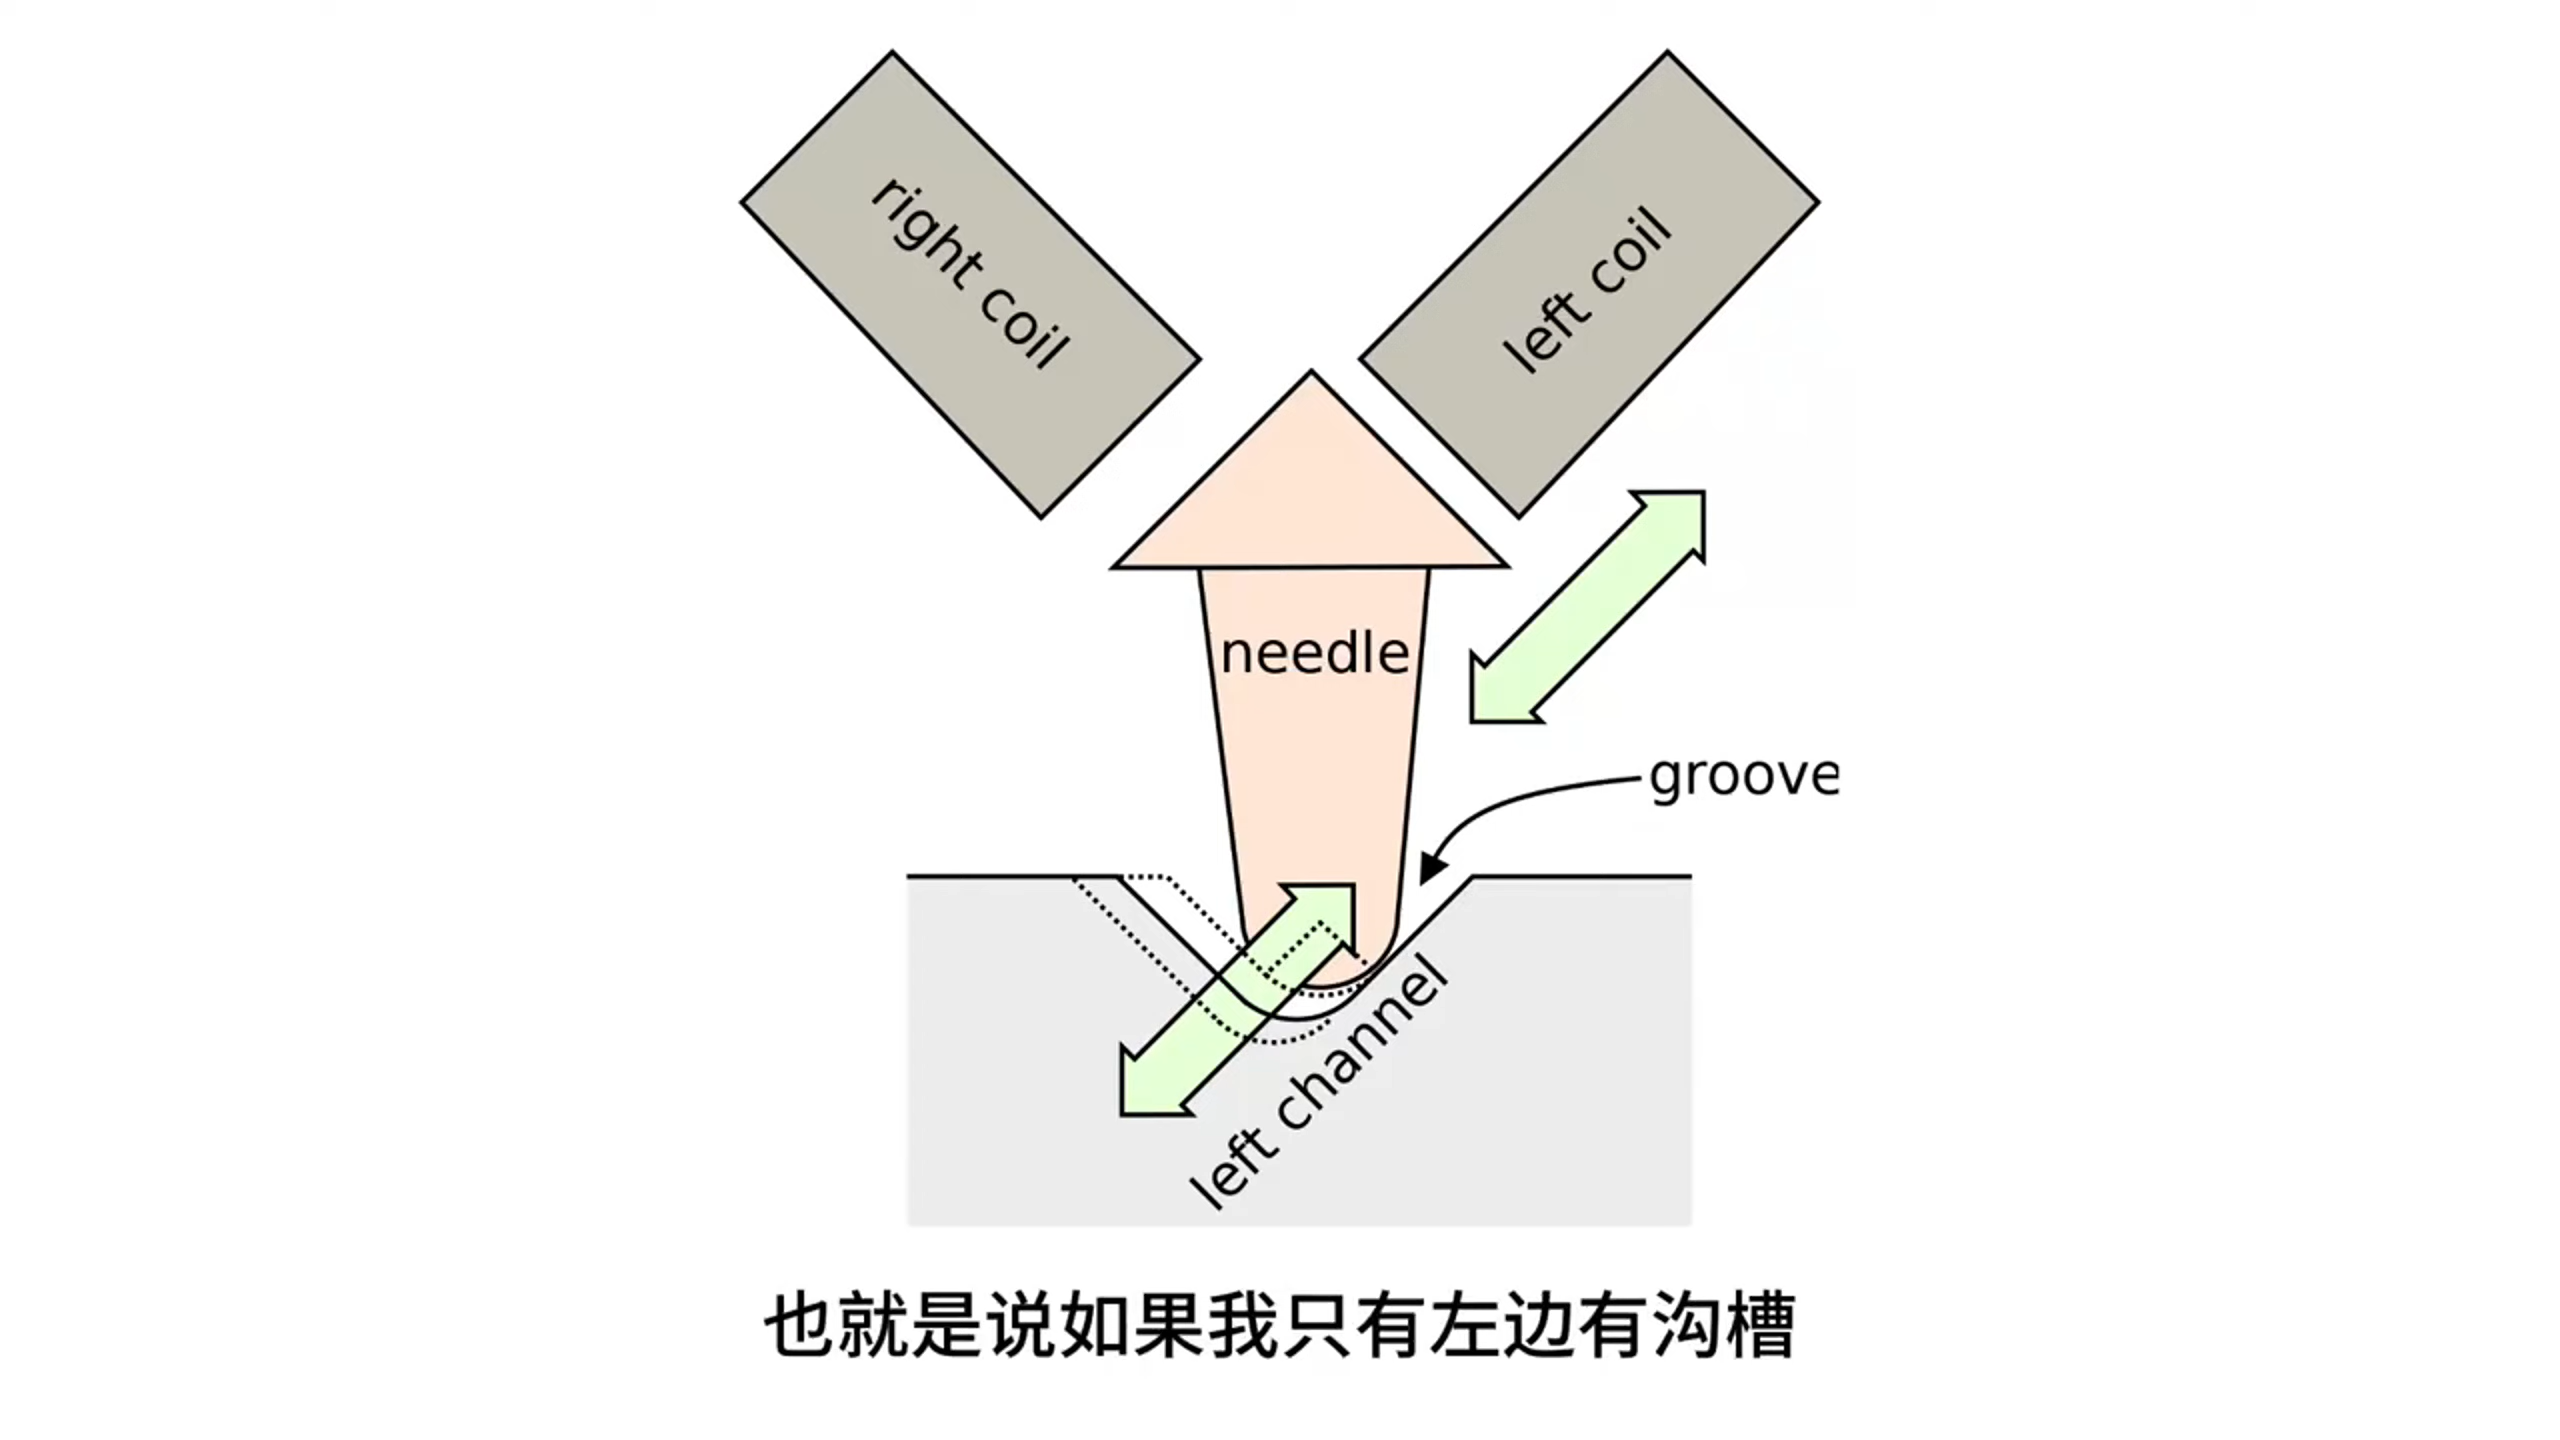 right coil
left coil
needle
groove
left channel
也就是说如果我只有左边有沟槽